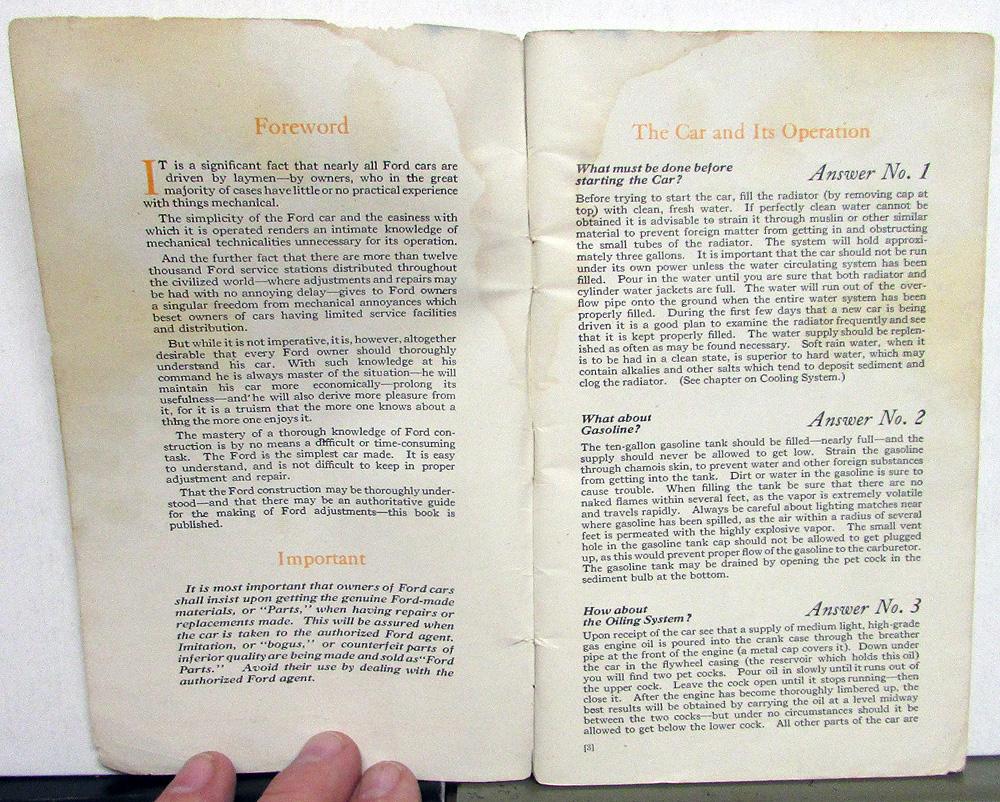 Foreword
IT is a significant fact that nearly all Ford cars are
driven by laymen—by owners, who in the great
majority of cases have little or no practical experience
with things mechanical.
The simplicity of the Ford car and the easiness with
which it is operated renders an intimate knowledge of
mechanical technicalities unnecessary for its operation.
And the further fact that there are more than twelve
thousand Ford service stations distributed throughout
the civilized world—where adjustments and repairs may
be had with no annoying delay—gives to Ford owners
a singular freedom from mechanical annoyances which
beset owners of cars having limited service facilities
and distribution.
But while it is not imperative, it is, however, altogether
desirable that every Ford owner should thoroughly
understand his car. With such knowledge at his
command he is always master of the situation—he will
maintain his car more economically—prolong its
usefulness—and he will also derive more pleasure from
it, for it is a truism that the more one knows about a
thing the more one enjoys it.
The mastery of a thorough knowledge of Ford con-
struction is by no means a difficult or time-consuming
task. The Ford is the simplest car made. It is easy
to understand, and is not difficult to keep in proper
adjustment and repair.
That the Ford construction may be thoroughly under-
stood—and that there may be an authoritative guide
for the making of Ford adjustments—this book is
published.
Important
It is most important that owners of Ford cars
shall insist upon getting the genuine Ford-made
materials, or "Parts," when having repairs or
replacements made. This will be assured when
the car is taken to the authorized Ford agent.
Imitation, or "bogus," or counterfeit parts of
inferior quality are being made and sold as "Ford
Parts." Avoid their use by dealing with the
authorized Ford agent.
The Car and Its Operation
What must be done before
starting the Car? Answer No. 1
Before trying to start the car, fill the radiator (by removing cap at
top) with clean, fresh water. If perfectly clean water cannot be
obtained it is advisable to strain it through muslin or other similar
material to prevent foreign matter from getting in and obstructing
the small tubes of the radiator. The system will hold approxi-
mately three gallons. It is important that the car should not be run
under its own power unless the water circulating system has been
filled. Pour in the water until you are sure that both radiator and
cylinder water jackets are full. The water will run out of the over-
flow pipe onto the ground when the entire water system has been
properly filled. During the first few days that a new car is being
driven it is a good plan to examine the radiator frequently and see
that it is kept properly filled. The water supply should be replen-
ished as often as may be found necessary. Soft rain water, when it
is to be had in a clean state, is superior to hard water, which may
contain alkalies and other salts which tend to deposit sediment and
clog the radiator. (See chapter on Cooling System.)
What about
Gasoline? Answer No. 2
The ten-gallon gasoline tank should be filled—nearly full—and the
supply should never be allowed to get low. Strain the gasoline
through chamois skin, to prevent water and other foreign substances
from getting into the tank. Dirt or water in the gasoline is sure to
cause trouble. When filling the tank be sure that there are no
naked flames within several feet, as the vapor is extremely volatile
and travels rapidly. Always be careful about lighting matches near
where gasoline has been spilled, as the air within a radius of several
feet is permeated with the highly explosive vapor. The small vent
hole in the gasoline tank cap should not be allowed to get plugged
up, as this would prevent proper flow of the gasoline to the carburetor.
The gasoline tank may be drained by opening the pet cock in the
sediment bulb at the bottom.
How about
the Oiling System? Answer No. 3
Upon receipt of the car see that a supply of medium light, high-grade
gas engine oil is poured into the crank case through the breather
pipe at the front of the engine (a metal cap covers it). Down under
the car in the flywheel casing (the reservoir which holds this oil)
you will find two pet cocks. Pour oil in slowly until it runs out of
the upper cock. Leave the cock open until it stops running—then
close it. After the engine has become thoroughly limbered up, the
best results will be obtained by carrying the oil at a level midway
between the two cocks—but under no circumstances should it be
allowed to get below the lower cock. All other parts of the car are
[3]